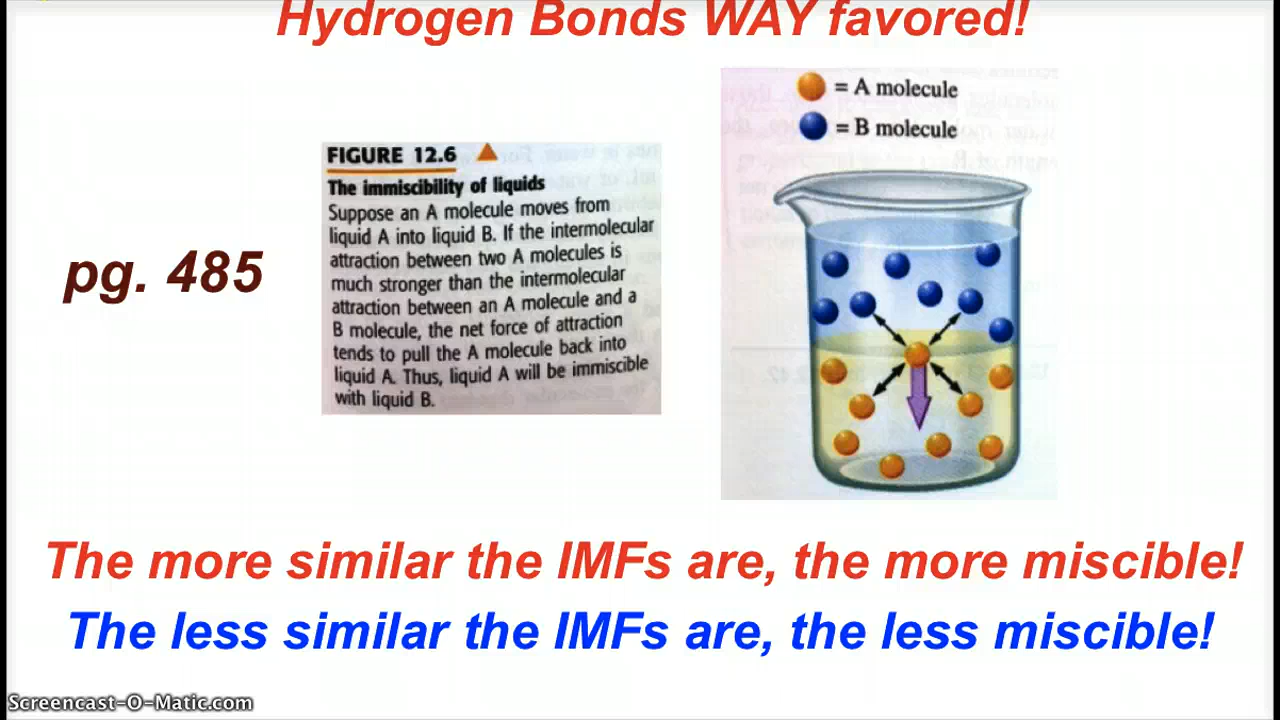 Hydrogen Bonds WAY favored!
= A molecule
= B molecule
FIGURE 12.6
The immiscibility of liquids
Suppose an A molecule moves from
liquid A into liquid B. If the intermolecular
attraction between two A molecules is
much stronger than the intermolecular
attraction between an A molecule and a
B molecule, the net force of attraction
tends to pull the A molecule back into
liquid A. Thus, liquid A will be immiscible
with liquid B.
pg. 485
The more similar the IMFs are, the more miscible!
The less similar the IMFs are, the less miscible!
Screencast-O-Matic.com